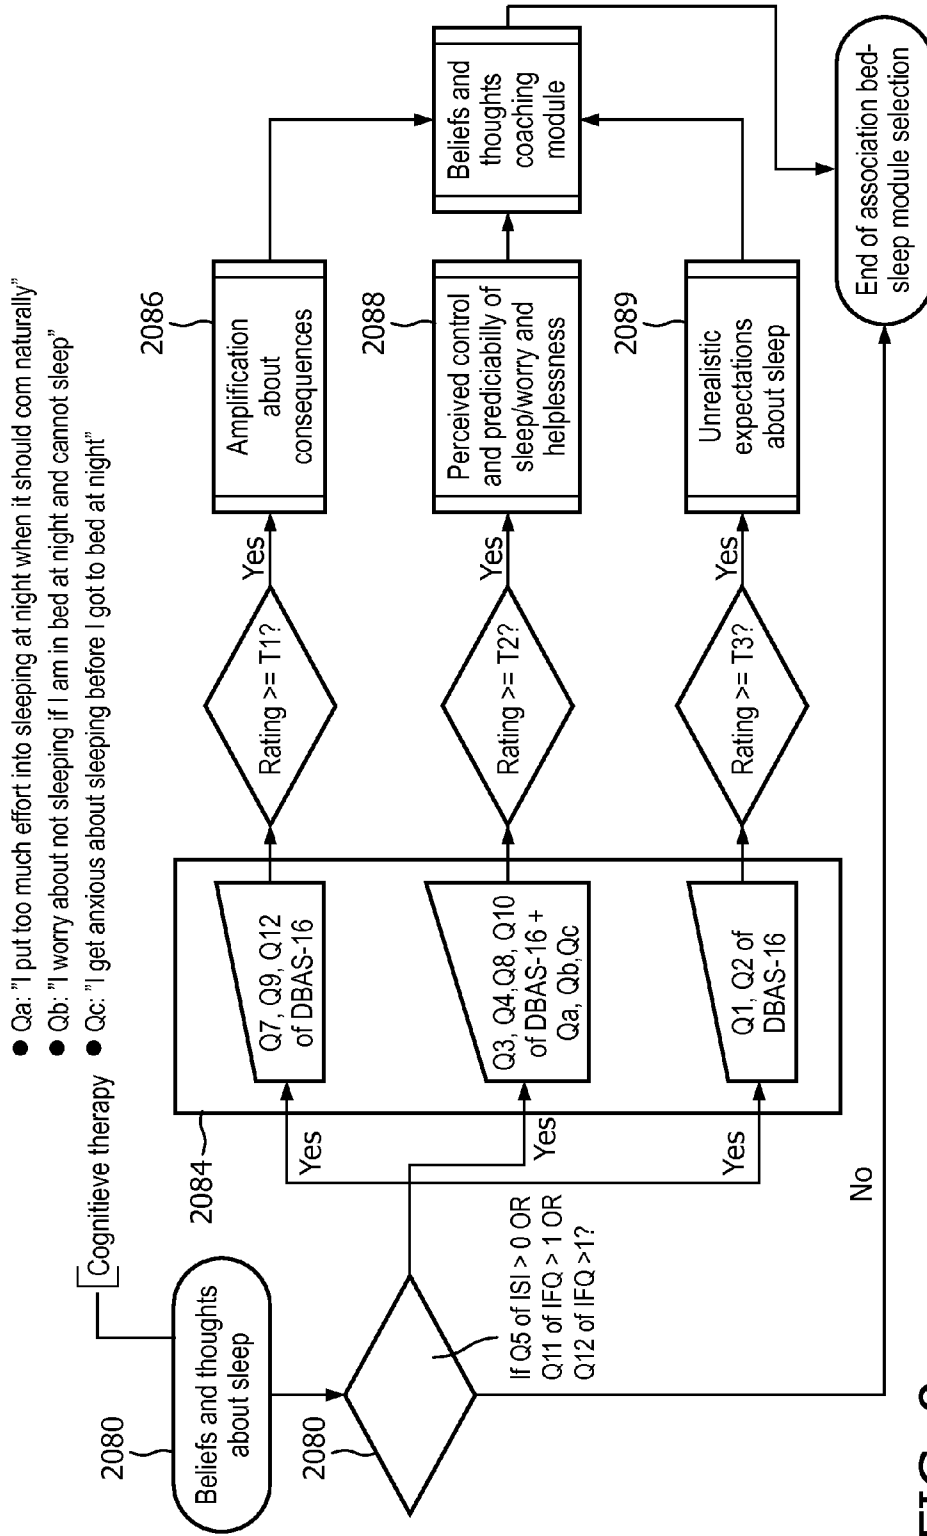 ● Qa: "I put too much effort into sleeping at night when it should com naturally"
● Qb: "I worry about not sleeping if I am in bed at night and cannot sleep"
● Qc: "I get anxious about sleeping before I got to bed at night"
Cognitieve therapy
2080
Beliefs and thoughts
about sleep
2080
If Q5 of ISI > 0 OR
Q11 of IFQ > 1 OR
Q12 of IFQ >1?
2084
Yes
Yes
Yes
No
Q7, Q9, Q12
of DBAS-16
Q3, Q4,Q8, Q10
of DBAS-16 +
Qa, Qb,Qc
Q1, Q2 of
DBAS-16
Rating >= T1?
Yes
Rating >= T2?
Yes
Rating >= T3?
Yes
2086
Amplification
about
consequences
2088
Perceived control
and prediciabiliy of
sleep/worry and
helplessness
2089
Unrealistic
expectations
about sleep
Beliefs and
thoughts
coaching
module
End of association bed-
sleep module selection
FIG.